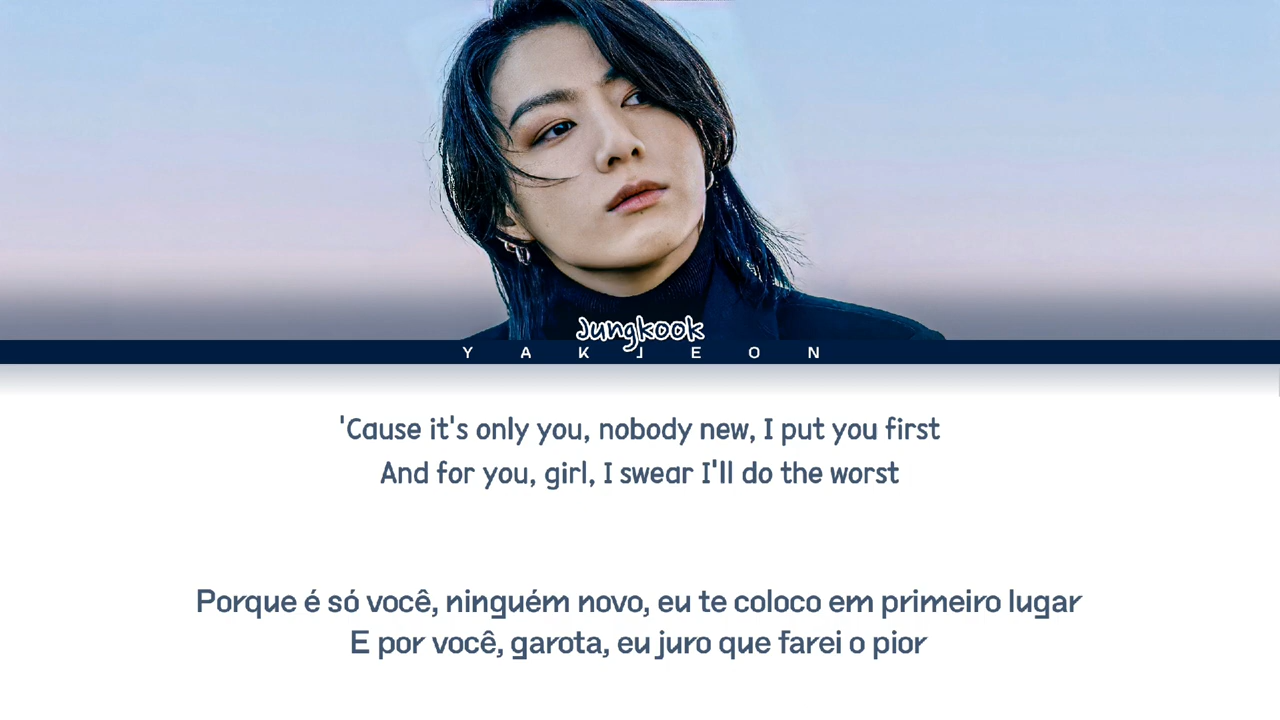 Jungkook
Y A K J E O N
'Cause it's only you, nobody new, I put you first
And for you, girl, I swear I'll do the worst
Porque é só você, ninguém novo, eu te coloco em primeiro lugar
E por você, garota, eu juro que farei o pior